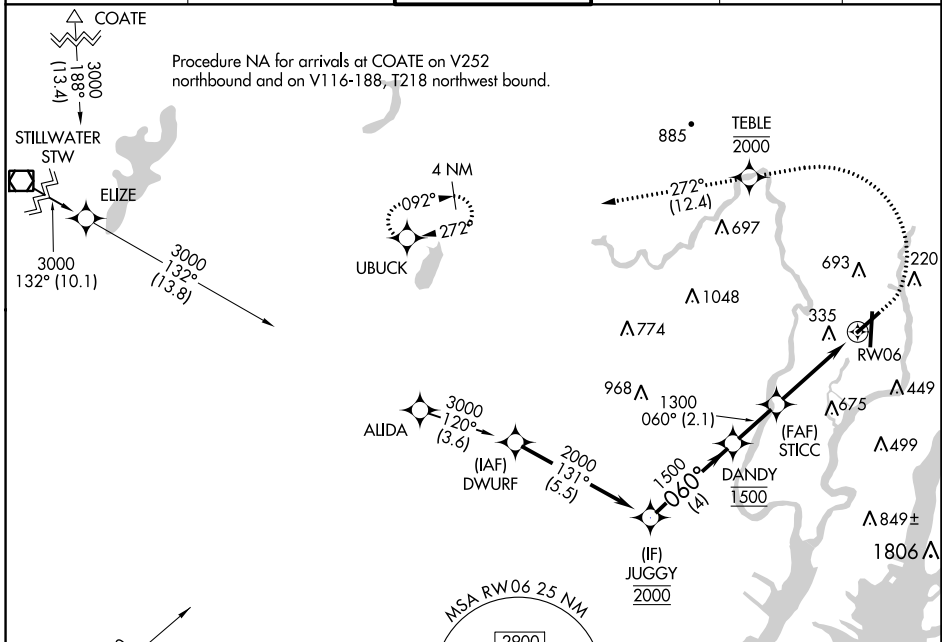 COATE
3000
188°
(13.4)
Procedure NA for arrivals at COATE on V252
northbound and on V116-188, T218 northwest bound.
STILLWATER
STW
ELIZE
3000
132° (10.1)
3000
132°
(13.8)
4 NM
092°
272°
UBUCK
885
TEBLE
2000
272°
(12.4)
697
693
220
1048
774
335
RW06
968
1300
060° (2.1)
675
449
(FAF)
STICC
499
ALIDA
3000
120°
(3.6)
(IAF)
DWURF
2000
131°
(5.5)
1500
060°
(4)
DANDY
1500
849±
1806
(IF)
JUGGY
2000
MSA RW06 25 NM
2900